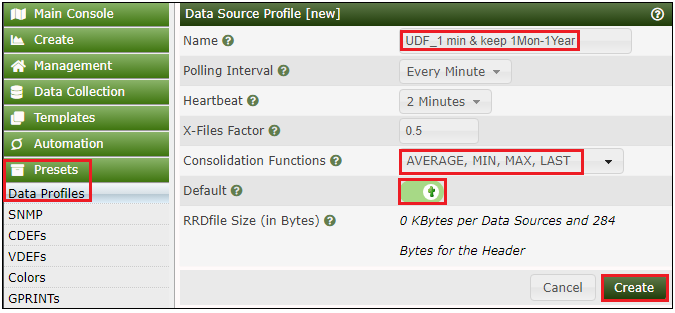 Main Console
Create
Management
Data Collection
Templates
Automation
Presets
Data Profiles
SNMP
CDEFs
VDEFs
Colors
GPRINTs
Data Source Profile [new]
Name
UDF_1 min & keep 1Mon-1Year
Polling Interval
Every Minute
Heartbeat
2 Minutes
X-Files Factor
0.5
Consolidation Functions
AVERAGE, MIN, MAX, LAST
Default
RRDfile Size (in Bytes)
0 KBytes per Data Sources and 284
Bytes for the Header
Cancel
Create